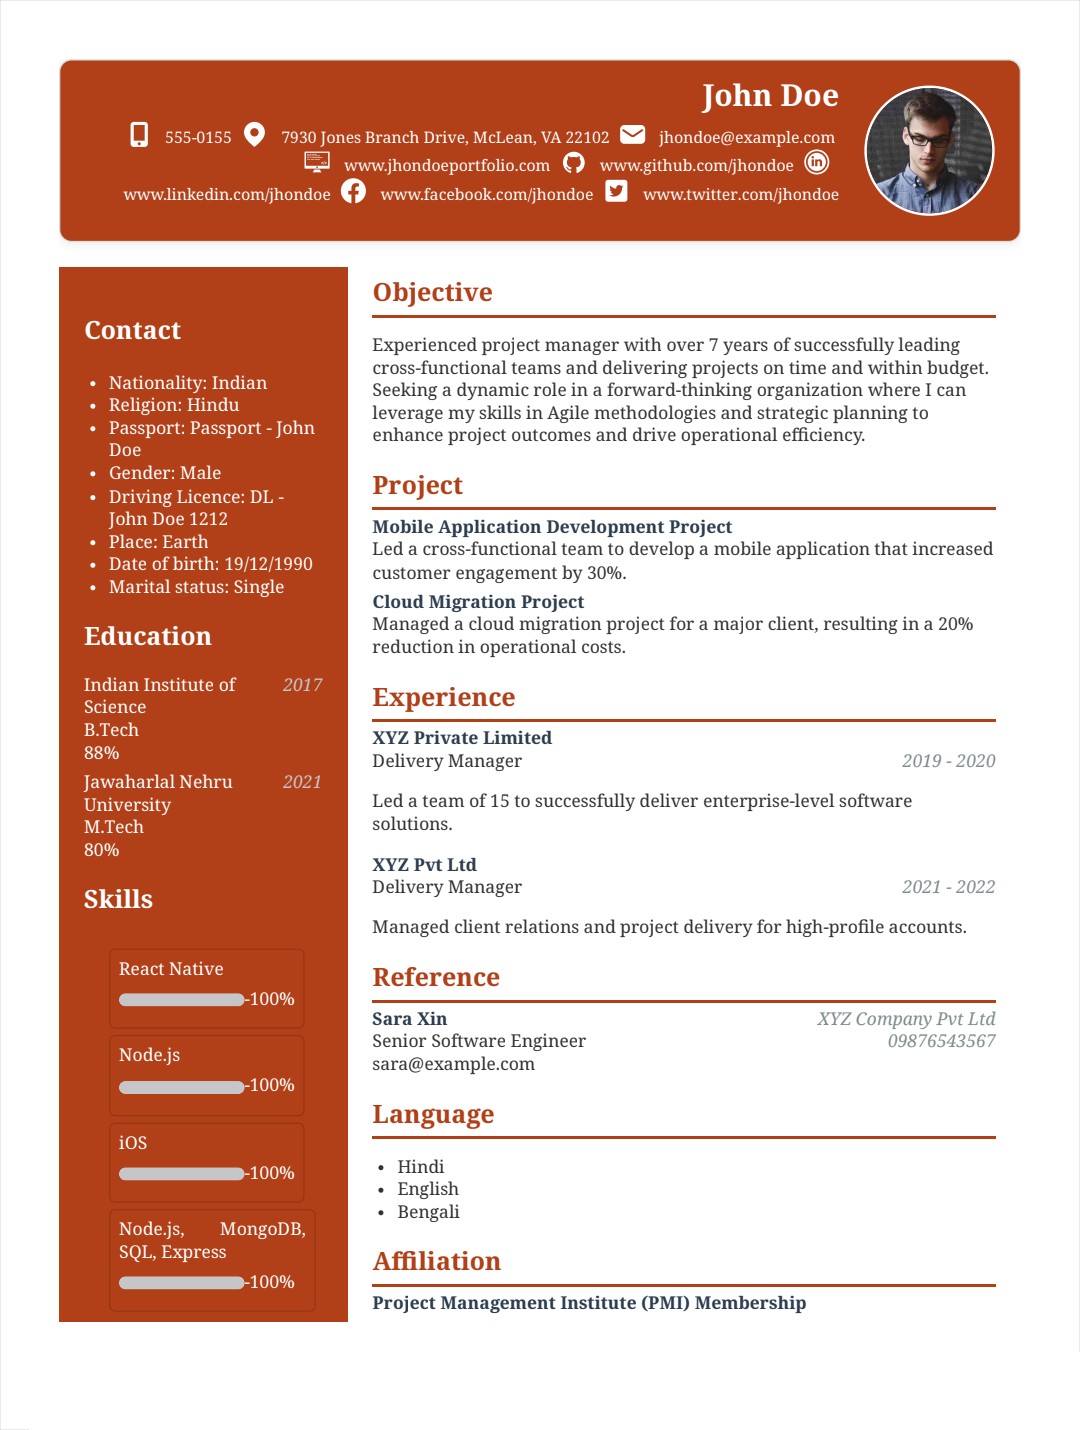 John Doe
555-0155 7930 Jones Branch Drive, McLean, VA 22102 jhondoe@example.com
www.jhondoeportfolio.com www.github.com/jhondoe
www.linkedin.com/jhondoe www.facebook.com/jhondoe www.twitter.com/jhondoe
Contact
• Nationality: Indian
• Religion: Hindu
• Passport: Passport - John
Doe
• Gender: Male
• Driving Licence: DL -
John Doe 1212
• Place: Earth
• Date of birth: 19/12/1990
• Marital status: Single
Education
Indian Institute of 2017
Science
B.Tech
88%
Jawaharlal Nehru 2021
University
M.Tech
80%
Skills
React Native
-100%
Node.js
-100%
iOS
-100%
Node.js, MongoDB,
SQL, Express
-100%
Objective
Experienced project manager with over 7 years of successfully leading
cross-functional teams and delivering projects on time and within budget.
Seeking a dynamic role in a forward-thinking organization where I can
leverage my skills in Agile methodologies and strategic planning to
enhance project outcomes and drive operational efficiency.
Project
Mobile Application Development Project
Led a cross-functional team to develop a mobile application that increased
customer engagement by 30%.
Cloud Migration Project
Managed a cloud migration project for a major client, resulting in a 20%
reduction in operational costs.
Experience
XYZ Private Limited
Delivery Manager 2019 - 2020
Led a team of 15 to successfully deliver enterprise-level software
solutions.
XYZ Pvt Ltd
Delivery Manager 2021 - 2022
Managed client relations and project delivery for high-profile accounts.
Reference
Sara Xin XYZ Company Pvt Ltd
Senior Software Engineer 09876543567
sara@example.com
Language
• Hindi
• English
• Bengali
Affiliation
Project Management Institute (PMI) Membership